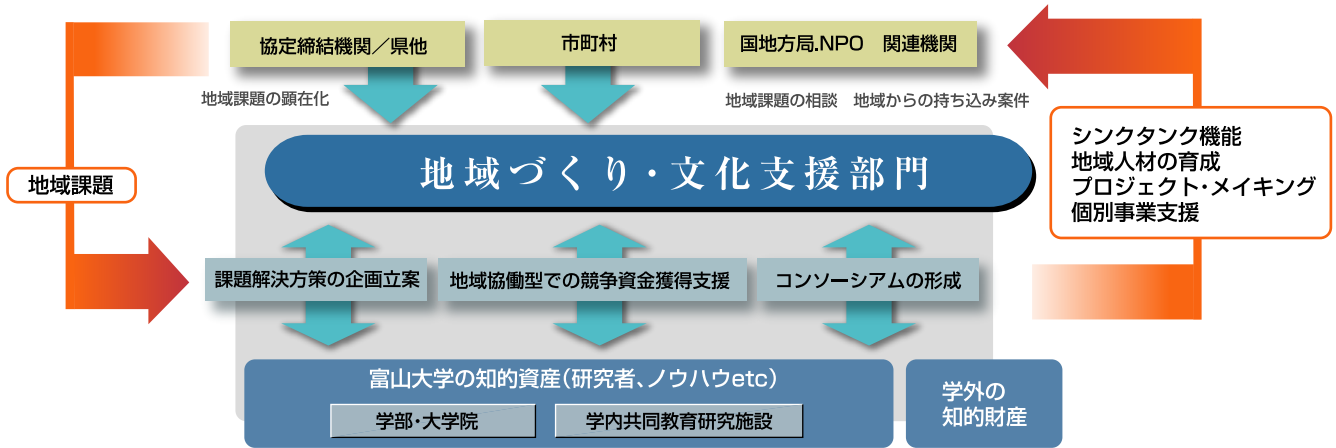 協定締結機関／県他
市町村
国地方局.NPO　関連機関
地域課題の顕在化
地域課題の相談　地域からの持ち込み案件
地域づくり・文化支援部門
地域課題
シンクタンク機能
地域人材の育成
プロジェクト・メイキング
個別事業支援
課題解決方策の企画立案
地域協働型での競争資金獲得支援
コンソーシアムの形成
富山大学の知的資産（研究者、ノウハウetc）
学部・大学院
学内共同教育研究施設
学外の
知的財産